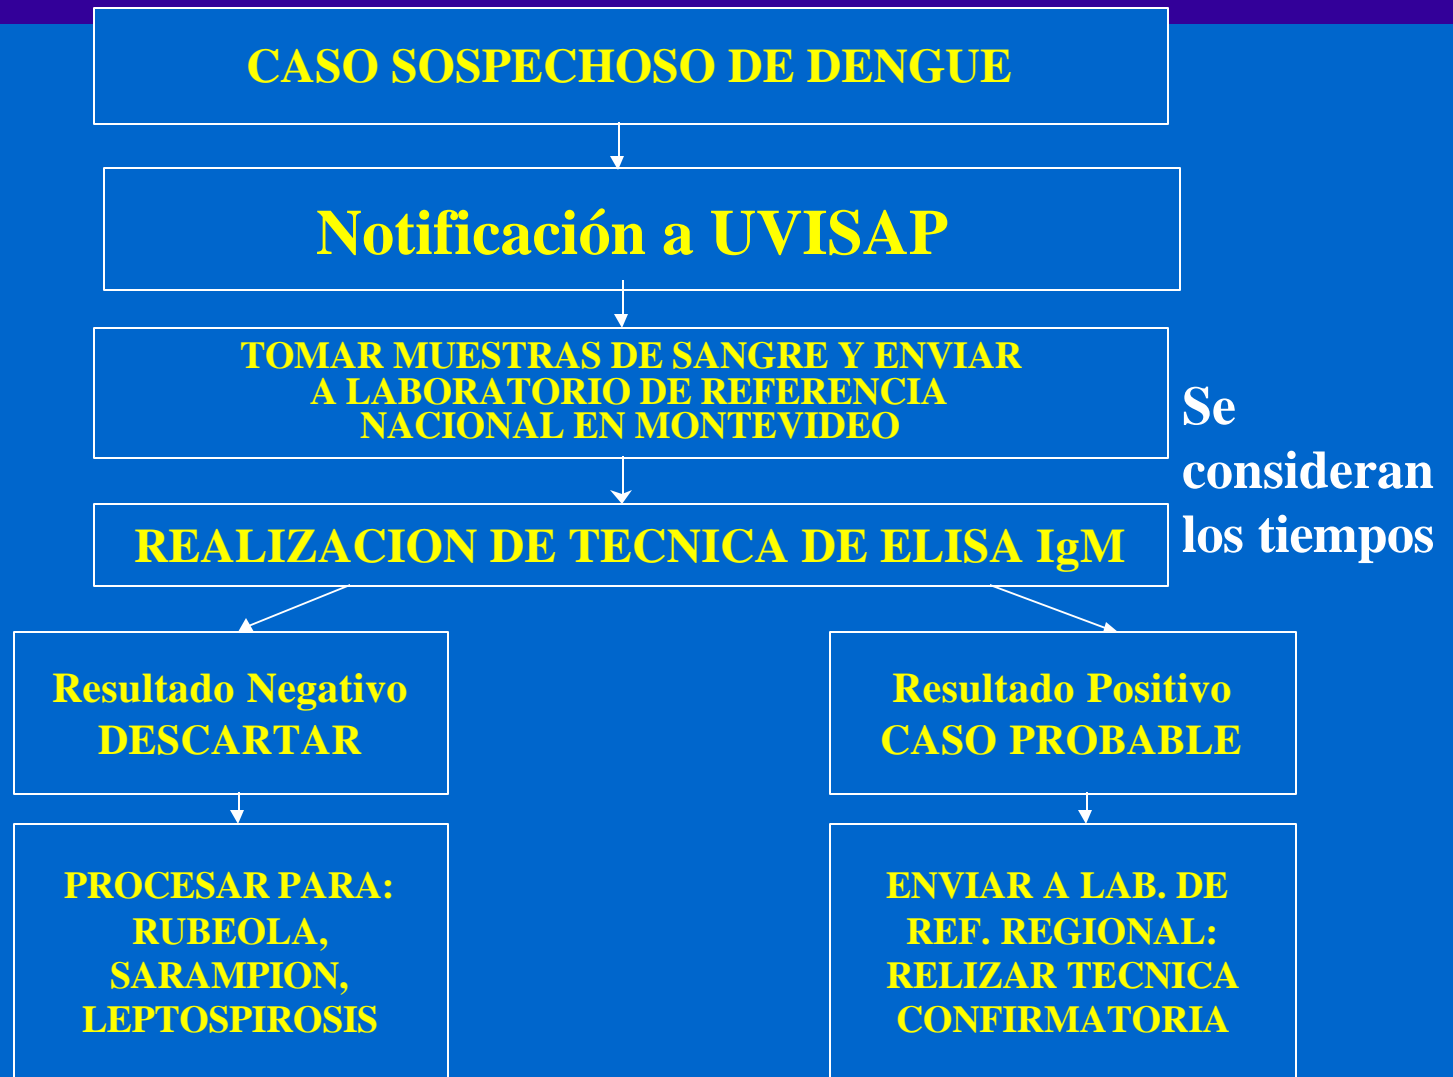 CASO SOSPECHOSO DE DENGUE
Notificación a UVISAP
TOMAR MUESTRAS DE SANGRE Y ENVIAR
A LABORATORIO DE REFERENCIA
NACIONAL EN MONTEVIDEO
Se
consideran
los tiempos
REALIZACION DE TECNICA DE ELISA IgM
Resultado Negativo
DESCARTAR
Resultado Positivo
CASO PROBABLE
PROCESAR PARA:
RUBEOLA,
SARAMPION,
LEPTOSPIROSIS
ENVIAR A LAB. DE
REF. REGIONAL:
RELIZAR TECNICA
CONFIRMATORIA